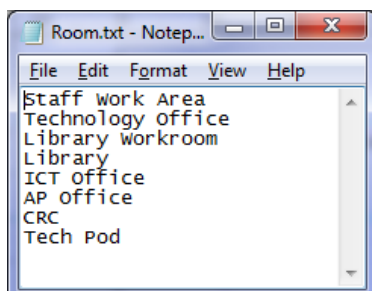 Room.txt - Notep...
File Edit Format View Help
Staff Work Area
Technology Office
Library Workroom
Library
ICT Office
AP Office
CRC
Tech Pod